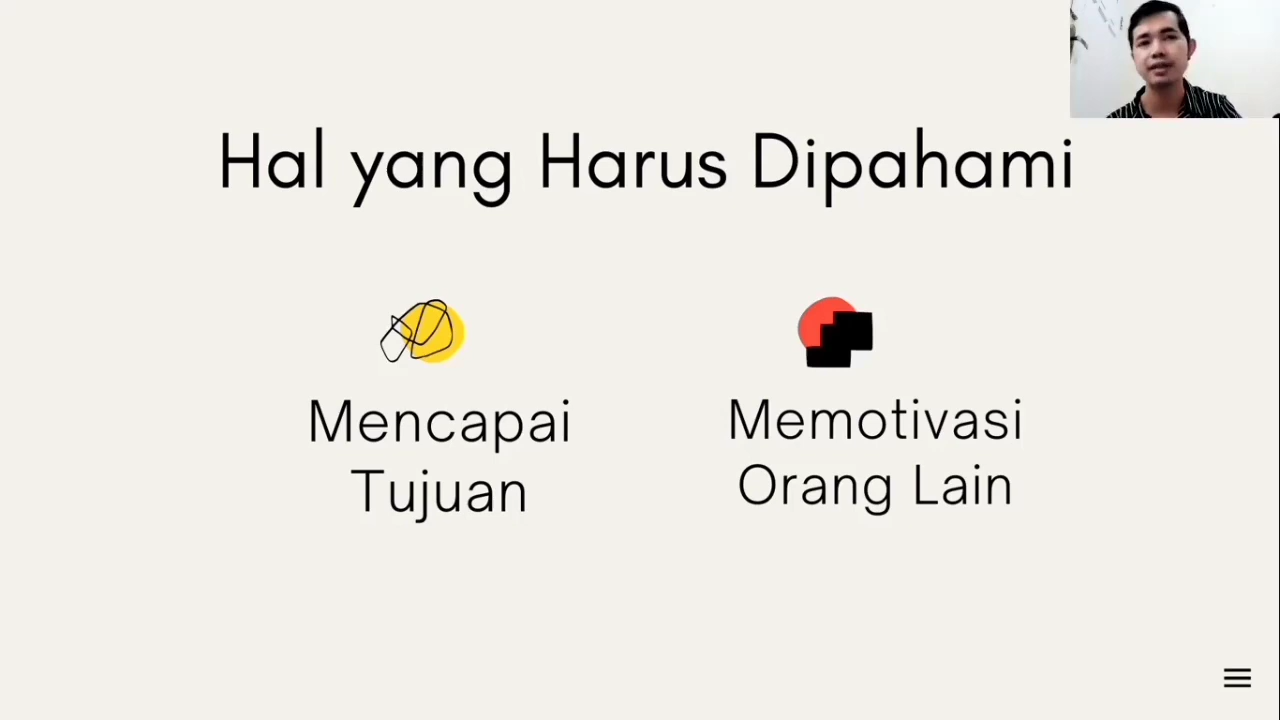 Hal yang Harus Dipahami
Mencapai
Tujuan
Memotivasi
Orang Lain